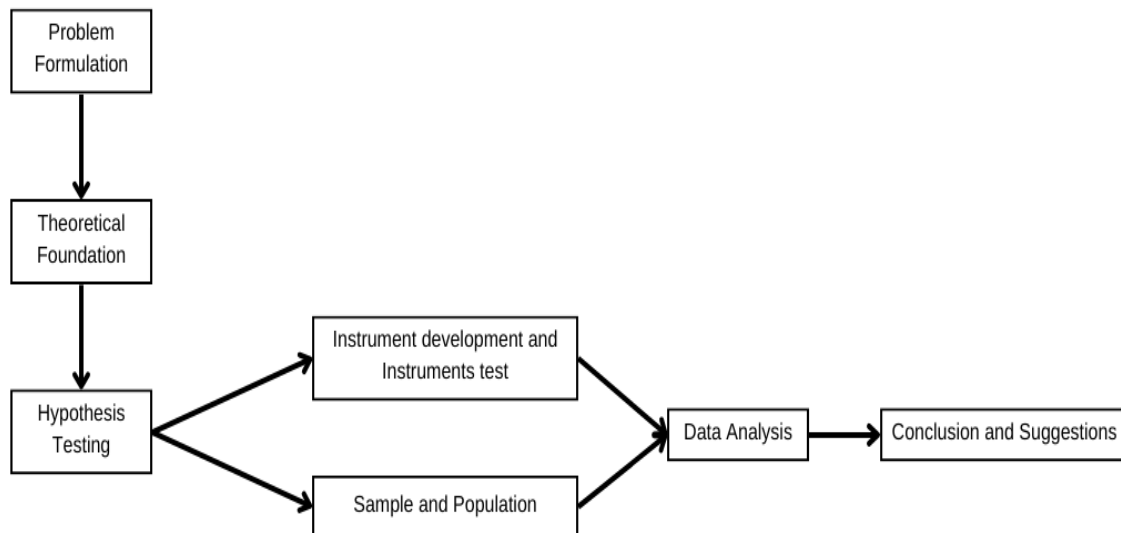 Problem
Formulation
Theoretical
Foundation
Hypothesis
Testing
Instrument development and
Instruments test
Sample and Population
Data Analysis
Conclusion and Suggestions